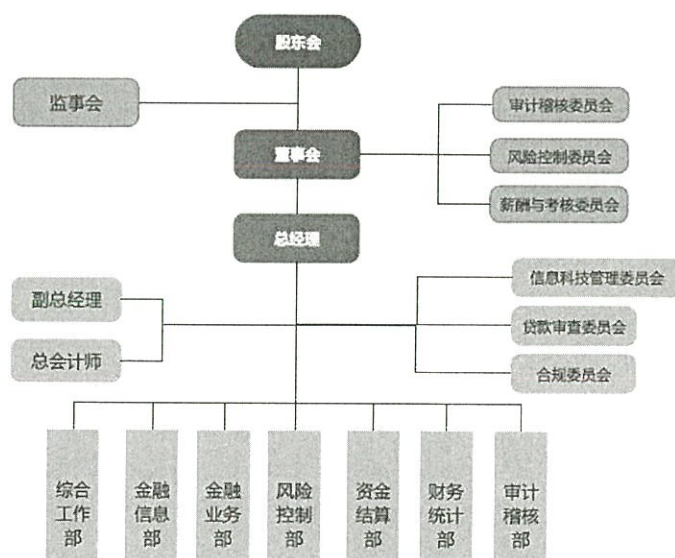 股东会
监事会
审计稽核委员会
董事会
风险控制委员会
薪酬与考核委员会
总经理
信息科技管理委员会
副总经理
贷款审查委员会
总会计师
合规委员会
综合
工作
部
金融
信息
部
金融
业务
部
风险
控制
部
资金
结算
部
财务
统计
部
审计
稽核
部